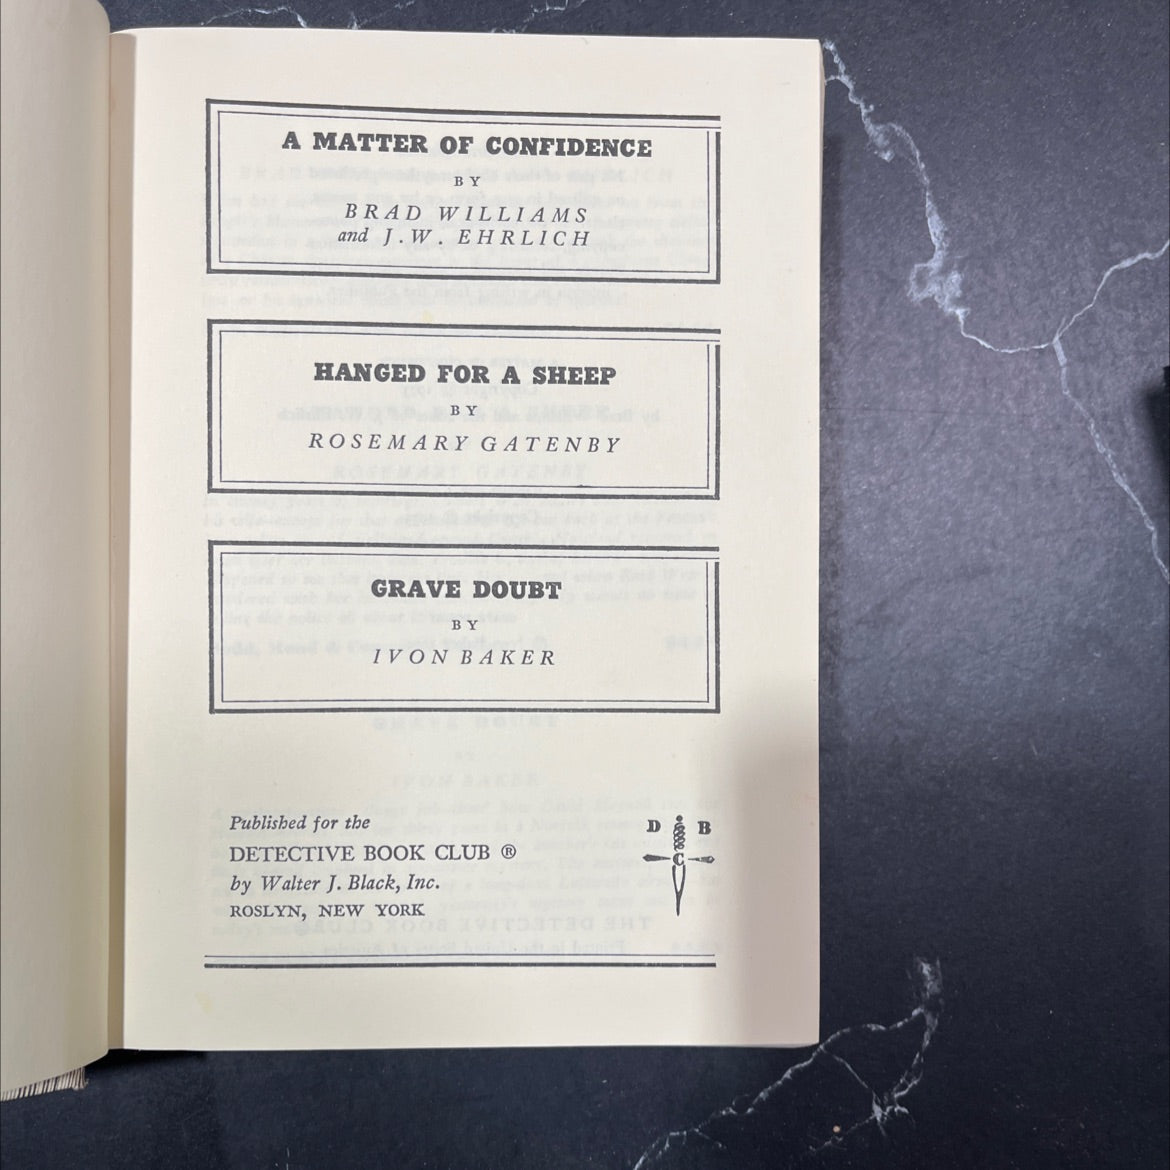 A MATTER OF CONFIDENCE
BY
BRAD WILLIAMS
and J.W. EHRLICH
HANGED FOR A SHEEP
BY
ROSEMARY GATENBY
GRAVE DOUBT
BY
IVON BAKER
Published for the
DETECTIVE BOOK CLUB ®
by Walter J. Black, Inc.
ROSLYN, NEW YORK
D B
C